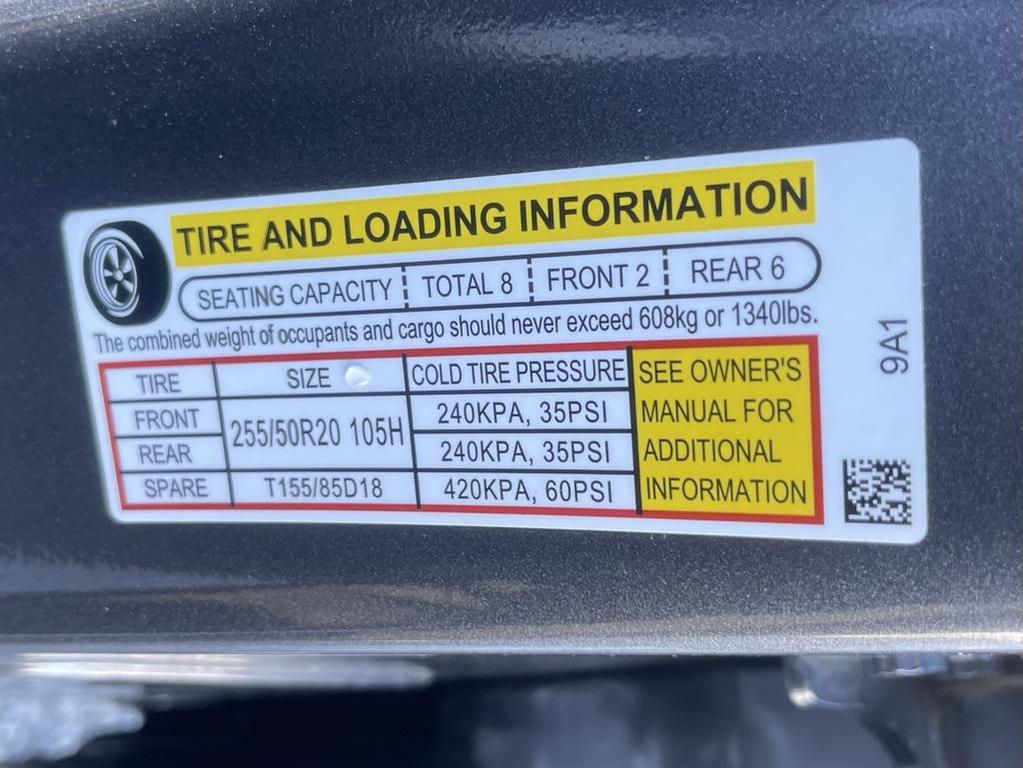 TIRE AND LOADING INFORMATION
SEATING CAPACITY TOTAL 8 FRONT 2 REAR 6
The combined weight of occupants and cargo should never exceed 608kg or 1340lbs.
TIRE SIZE COLD TIRE PRESSURE
FRONT 255/50R20 105H 240KPA, 35PSI
REAR 240KPA, 35PSI
SPARE T155/85D18 420KPA, 60PSI
SEE OWNER'S
MANUAL FOR
ADDITIONAL
INFORMATION
9A1